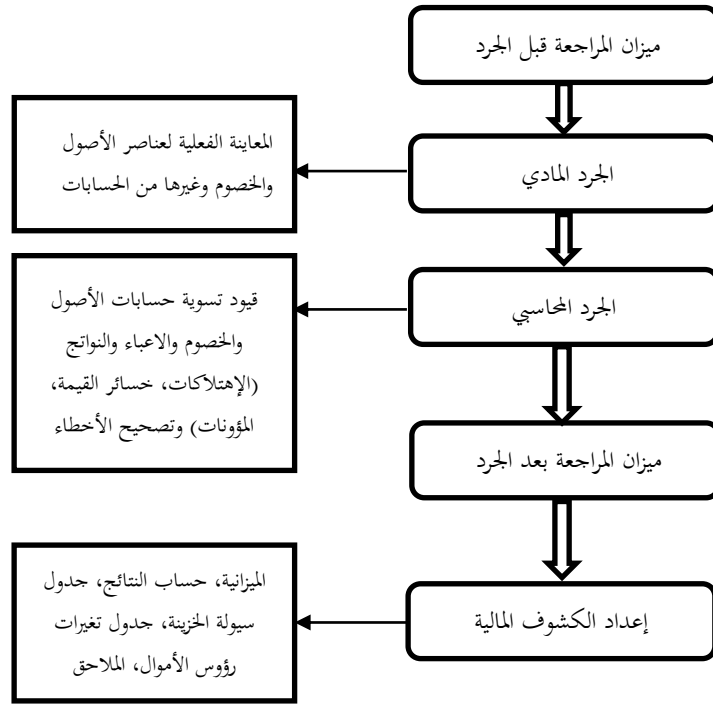 ميزان المراجعة قبل الجرد
الجرد المادي
المعاينة الفعلية لعناصر الأصول
والخصوم وغيرها من الحسابات
الجرد المحاسبي
قيود تسوية حسابات الأصول
والخصوم والاعباء والنواتج
(الإهتلاكات، خسائر القيمة،
المؤونات) وتصحيح الأخطاء
ميزان المراجعة بعد الجرد
إعداد الكشوف المالية
الميزانية، حساب النتائج، جدول
سيولة الخزينة، جدول تغيرات
رؤوس الأموال، الملاحق